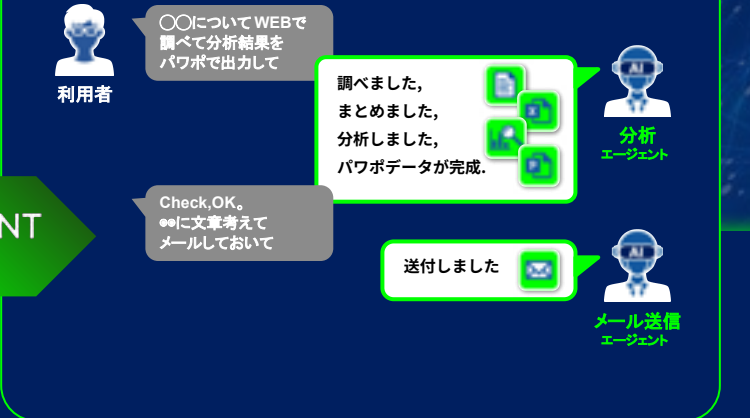 〇〇についてWEBで
調べて分析結果を
パワポで出力して
利用者
調べました,
まとめました,
分析しました,
パワポデータが完成.
AI
分析
エージェント
NT
Check,OK。
◉◉に文章考えて
メールしておいて
送付しました
AI
メール送信
エージェント